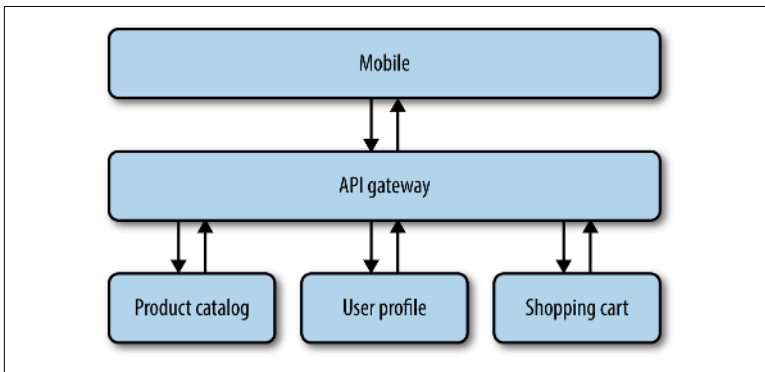 Mobile
API gateway
Product catalog
User profile
Shopping cart